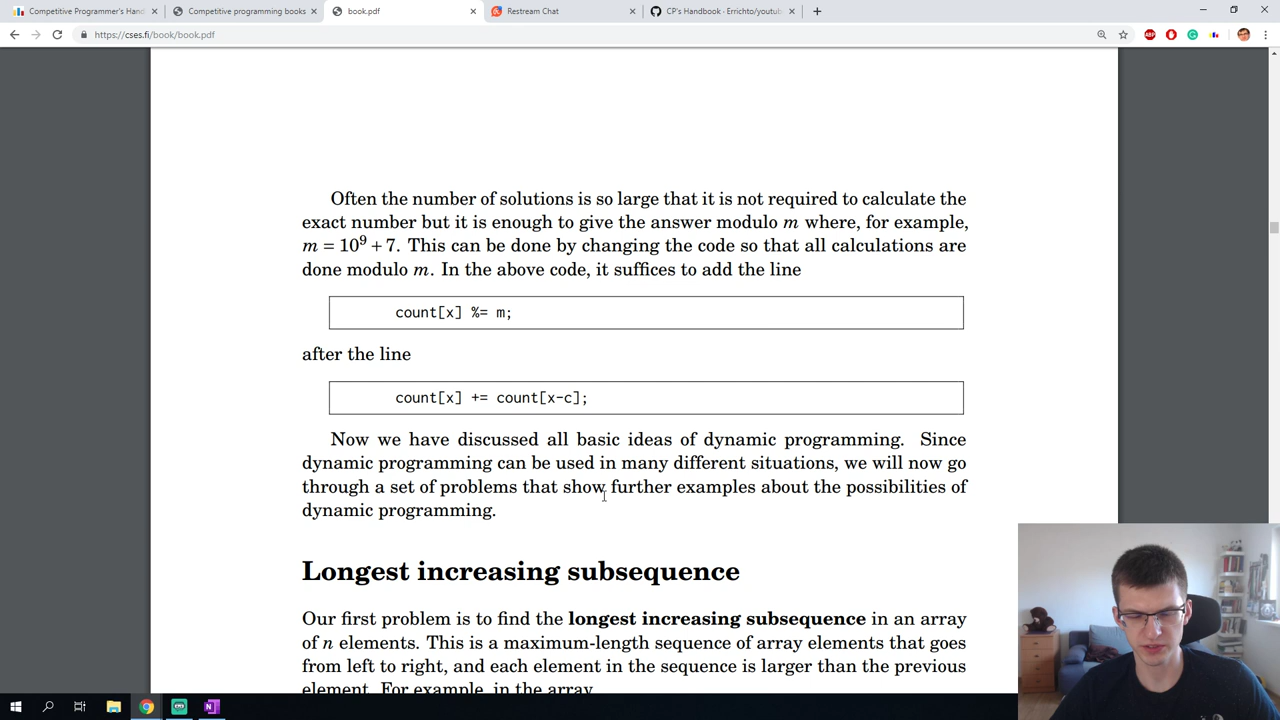 Competitive Programmer's Hand
Competitive programming books
book.pdf
Restream Chat
CP's Handbook · Errichto/youtub
https://cses.fi/book/book.pdf
Often the number of solutions is so large that it is not required to calculate the
exact number but it is enough to give the answer modulo m where, for example,
m = 10⁹ + 7. This can be done by changing the code so that all calculations are
done modulo m. In the above code, it suffices to add the line
count[x] %= m;
after the line
count[x] += count[x-c];
Now we have discussed all basic ideas of dynamic programming. Since
dynamic programming can be used in many different situations, we will now go
through a set of problems that show further examples about the possibilities of
dynamic programming.
Longest increasing subsequence
Our first problem is to find the longest increasing subsequence in an array
of n elements. This is a maximum-length sequence of array elements that goes
from left to right, and each element in the sequence is larger than the previous
element. For example, in the array